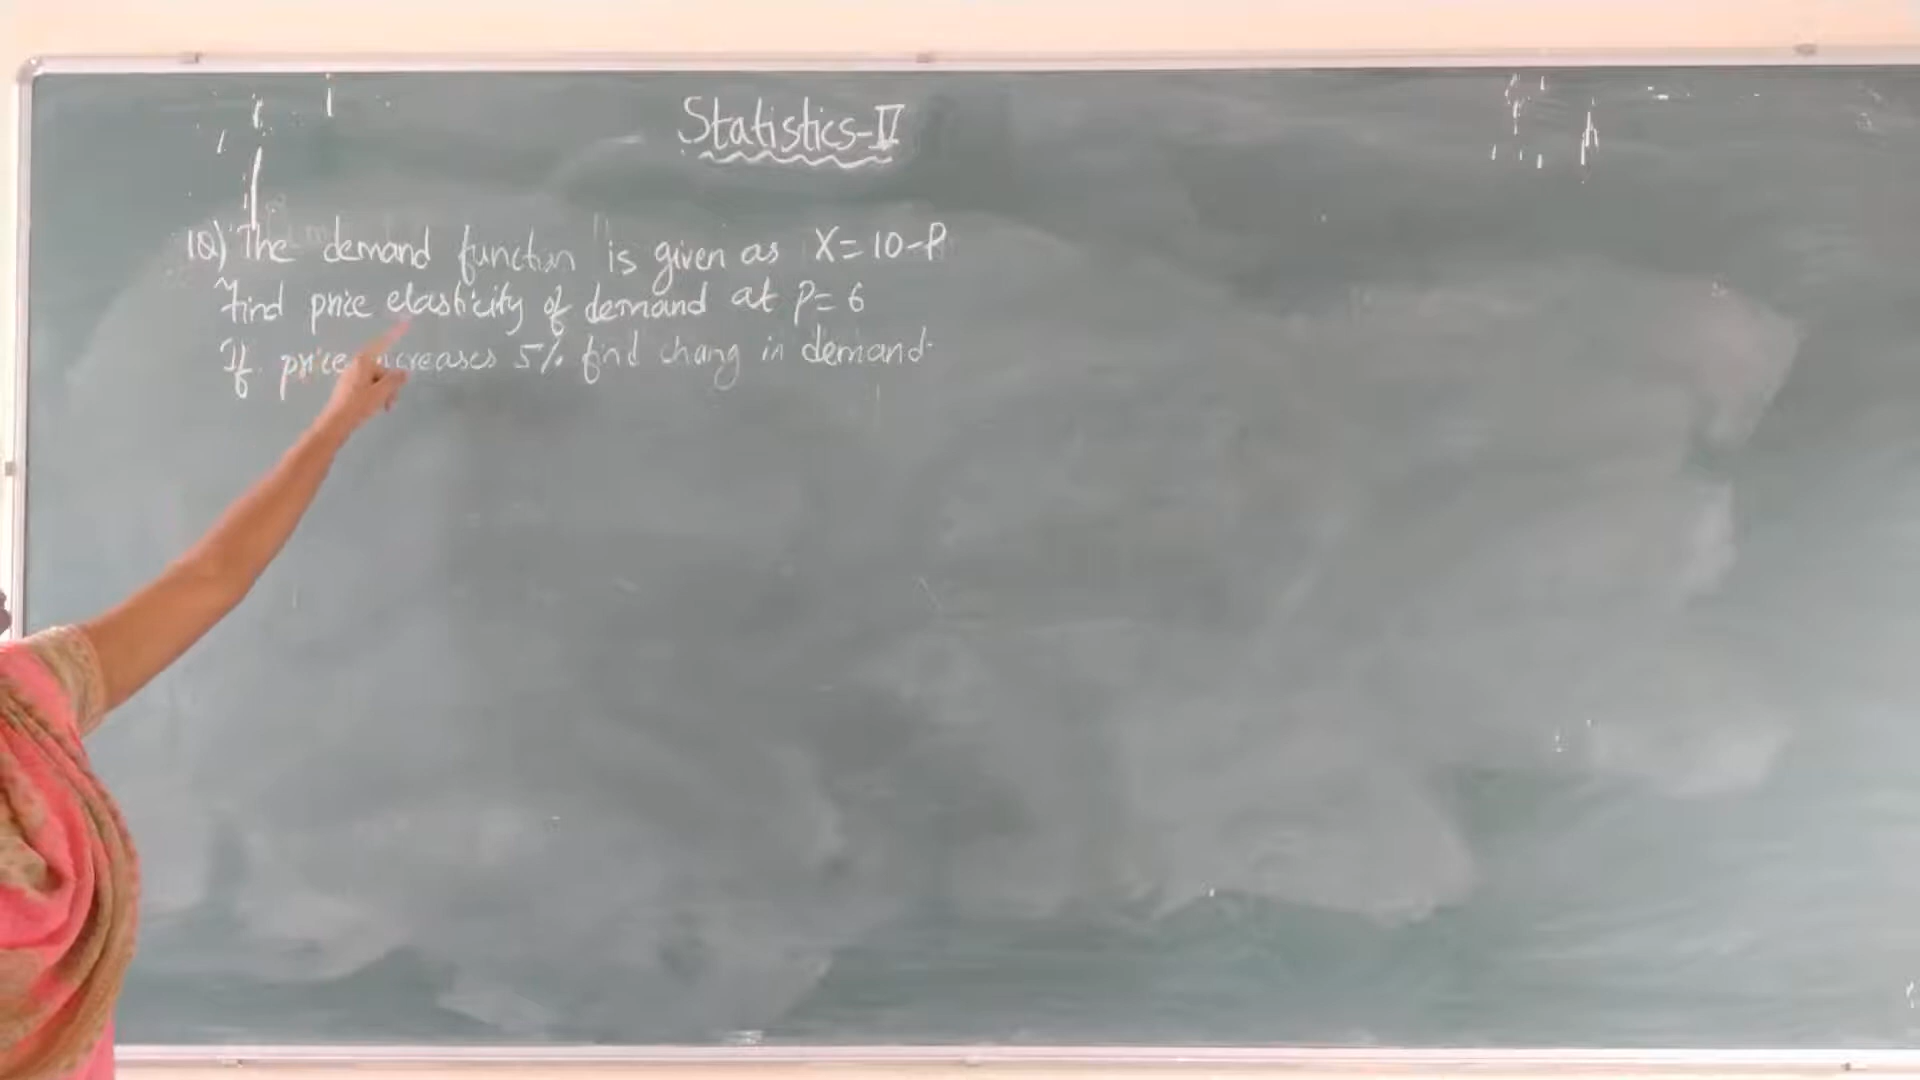 Statistics-IV
1Q) The demand function is given as X = 10-P
Find price elasticity of demand at P = 6
If price increases 5% find chang in demand.